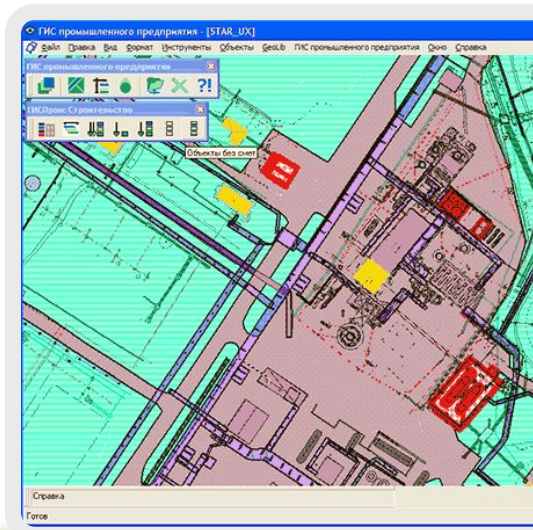 ГИС промышленного предприятия - [STAR_UX]
Файл Правка Вид Формат Инструменты Объекты GeoLib ГИС промышленного предприятия Окно Справка
ГИС промышленного предприятия
ГИСПром: Строительство
Объекты без смет
Справка
Готов